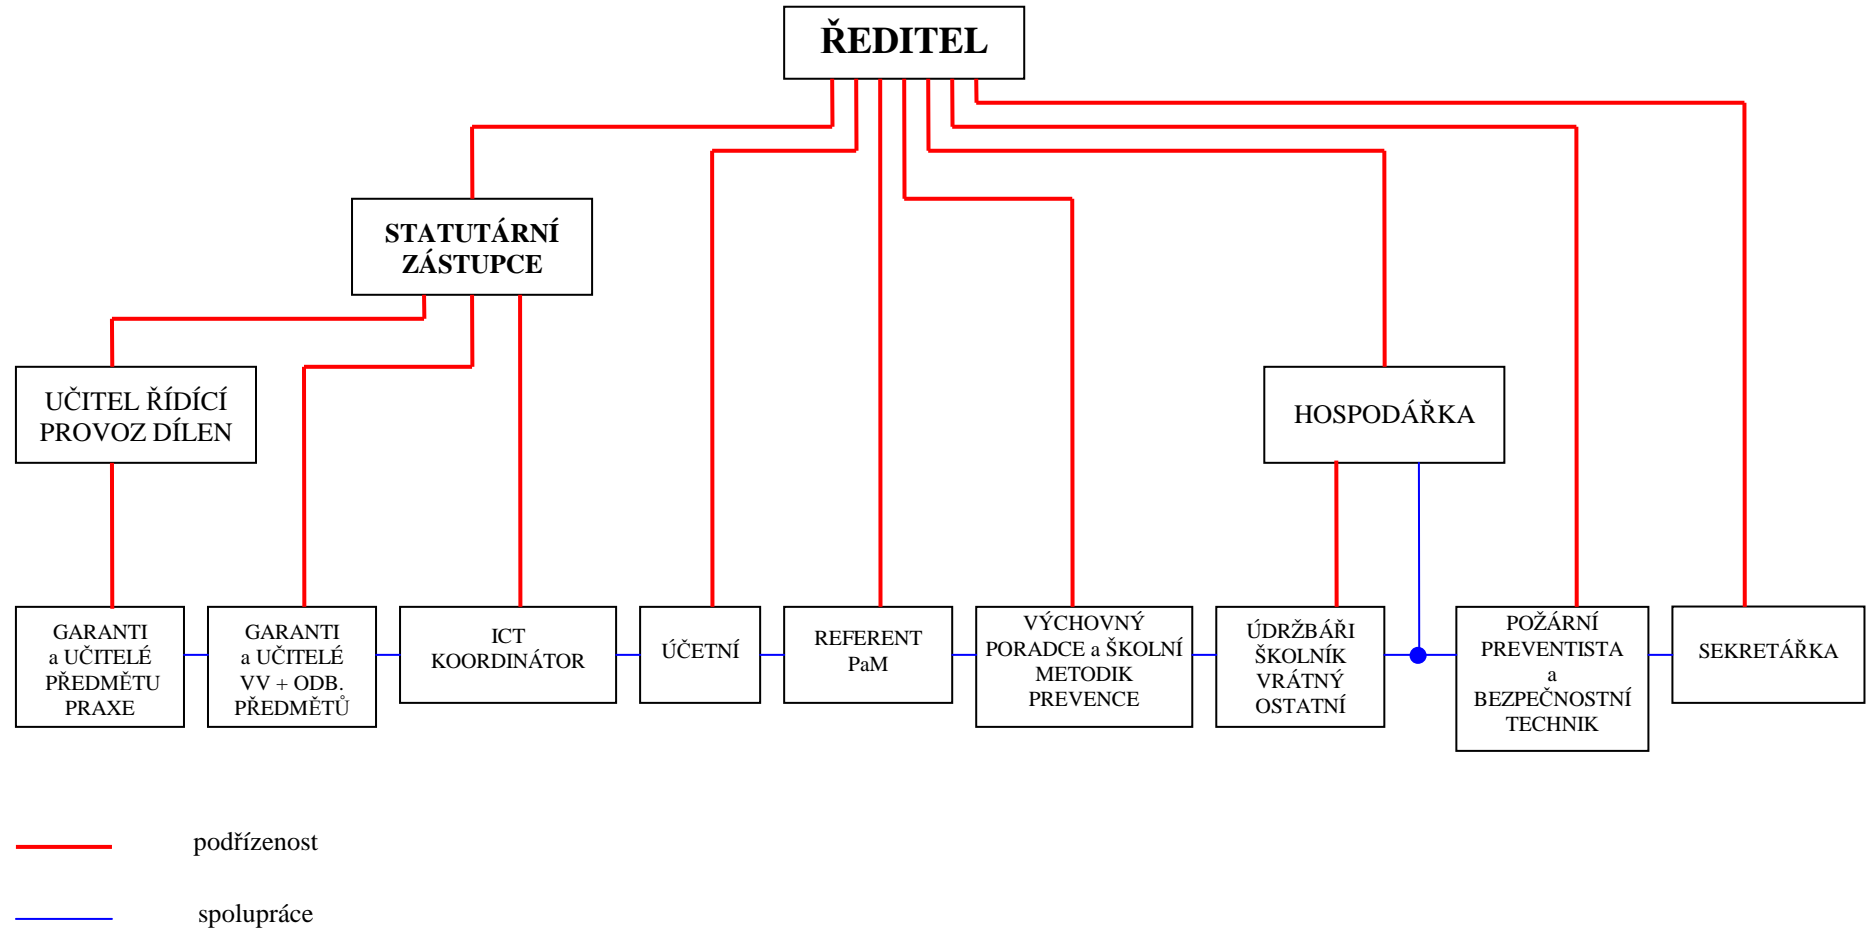 ŘEDITEL
STATUTÁRNÍ
ZÁSTUPCE
UČITEL ŘÍDÍCÍ
PROVOZ DÍLEN
HOSPODÁŘKA
GARANTI
a UČITELÉ
PŘEDMĚTU
PRAXE
GARANTI
a UČITELÉ
VV + ODB.
PŘEDMĚTŮ
ICT
KOORDINÁTOR
ÚČETNÍ
REFERENT
PaM
VÝCHOVNÝ
PORADCE a ŠKOLNÍ
METODIK
PREVENCE
ÚDRŽBÁŘI
ŠKOLNÍK
VRÁTNÝ
OSTATNÍ
POŽÁRNÍ
PREVENTISTA
a
BEZPEČNOSTNÍ
TECHNIK
SEKRETÁŘKA
podřízenost
spolupráce